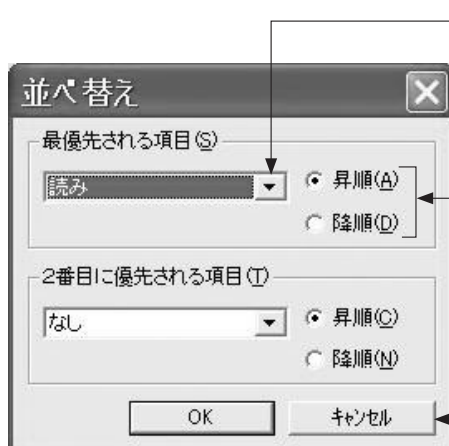 並べ替え
最優先される項目(S)
読み
昇順(A)
降順(D)
2番目に優先される項目(T)
なし
昇順(C)
降順(N)
OK
キャンセル